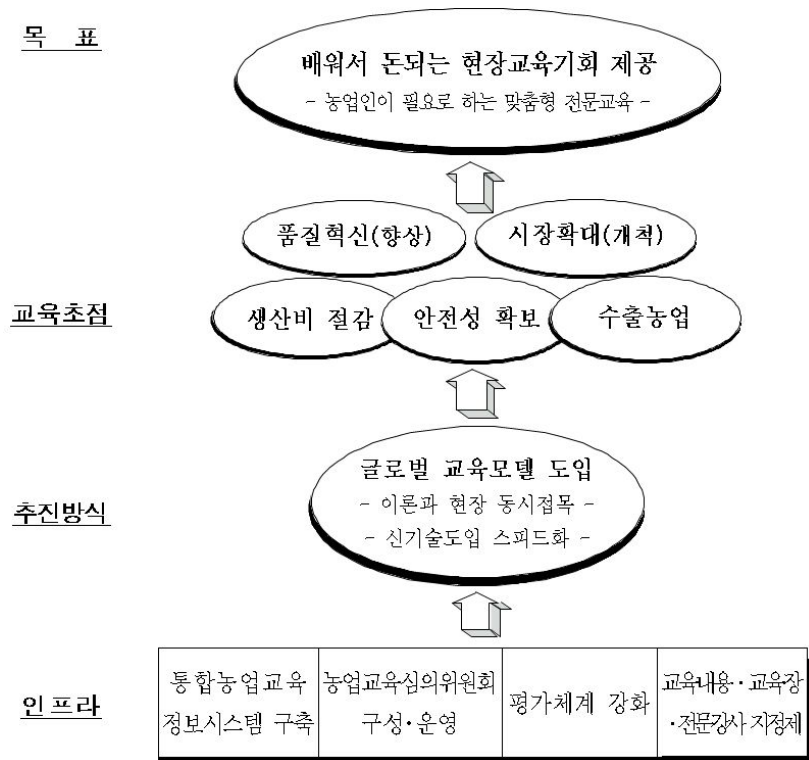 목 표
배워서 돈되는 현장교육기회 제공
- 농업인이 필요로 하는 맞춤형 전문교육 -
품질혁신(향상)
시장확대(개척)
교육초점
생산비 절감
안전성 확보
수출농업
글로벌 교육모델 도입
추진방식
- 이론과 현장 동시접목 -
- 신기술도입 스피드화 -
인프라
통합농업교육
정보시스템 구축
농업교육심의위원회
구성·운영
평가체계 강화
교육내용·교육장
·전문강사 지정제